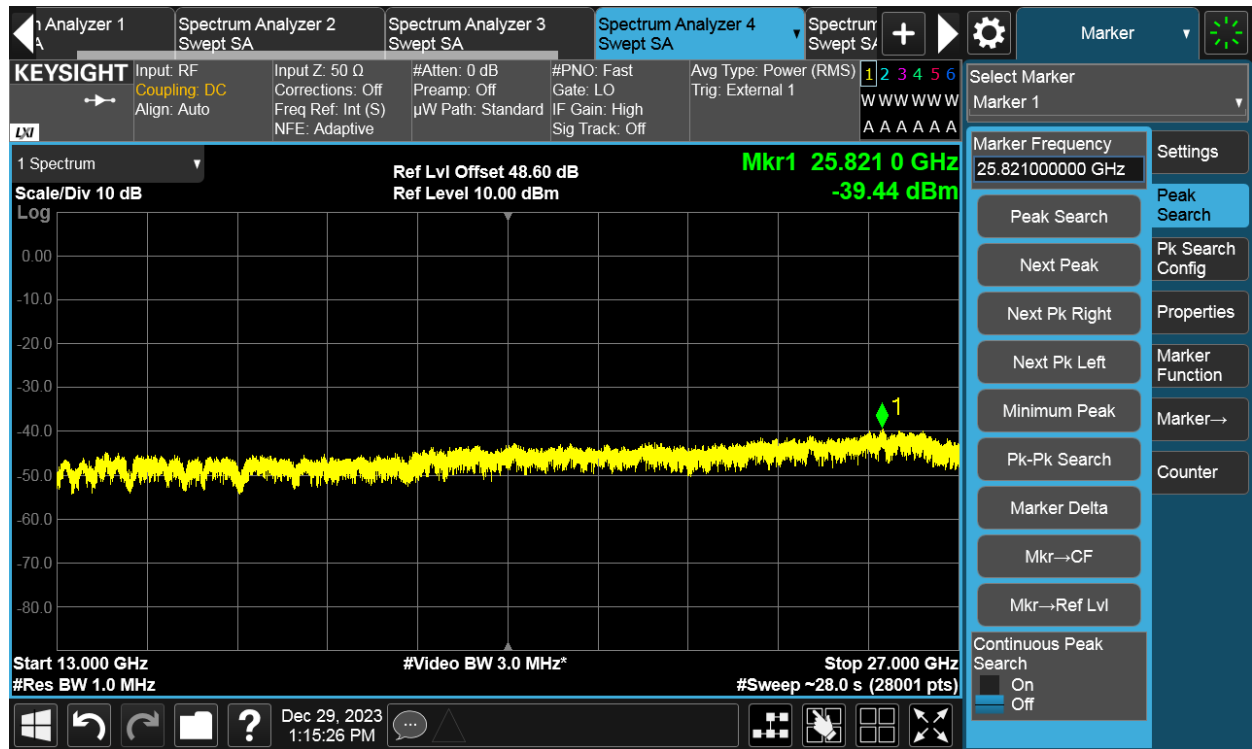 Analyzer 1
Spectrum Analyzer 2
Swept SA
Spectrum Analyzer 3
Swept SA
Spectrum Analyzer 4
Swept SA
Spectrum
Swept SA
+
Marker
KEYSIGHT
LXI
Input: RF
Coupling: DC
Align: Auto
Input Z: 50 Ω
Corrections: Off
Freq Ref: Int (S)
NFE: Adaptive
#Atten: 0 dB
Preamp: Off
µW Path: Standard
#PNO: Fast
Gate: LO
IF Gain: High
Sig Track: Off
Avg Type: Power (RMS)
Trig: External 1
1 2 3 4 5 6
W W W W W W
A A A A A A
Select Marker
Marker 1
1 Spectrum
Scale/Div 10 dB
Ref Lvl Offset 48.60 dB
Ref Level 10.00 dBm
Mkr1 25.821 0 GHz
-39.44 dBm
Log
0.00
-10.0
-20.0
-30.0
-40.0
-50.0
-60.0
-70.0
-80.0
1
Start 13.000 GHz
#Res BW 1.0 MHz
#Video BW 3.0 MHz*
Stop 27.000 GHz
#Sweep ~28.0 s (28001 pts)
Marker Frequency
25.821000000 GHz
Peak Search
Next Peak
Next Pk Right
Next Pk Left
Minimum Peak
Pk-Pk Search
Marker Delta
Mkr→CF
Mkr→Ref Lvl
Continuous Peak
Search
On
Off
Settings
Peak
Search
Pk Search
Config
Properties
Marker
Function
Marker→
Counter
?
Dec 29, 2023
1:15:26 PM